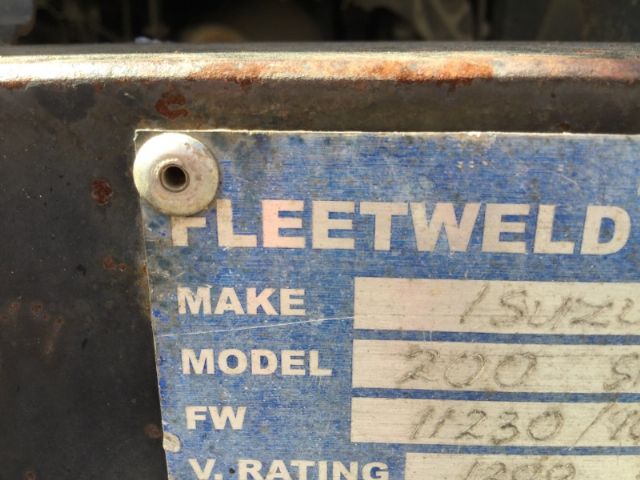 FLEETWELD
MAKE ISUZU
MODEL 200
FW 11230/
V. RATING